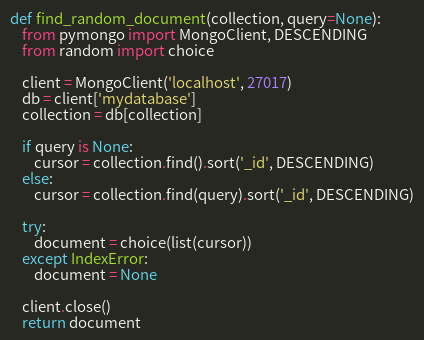 def find_random_document(collection, query=None):
from pymongo import MongoClient, DESCENDING
from random import choice
client = MongoClient('localhost', 27017)
db = client['mydatabase']
collection = db[collection]
if query is None:
cursor = collection.find().sort('_id', DESCENDING)
else:
cursor = collection.find(query).sort('_id', DESCENDING)
try:
document = choice(list(cursor))
except IndexError:
document = None
client.close()
return document